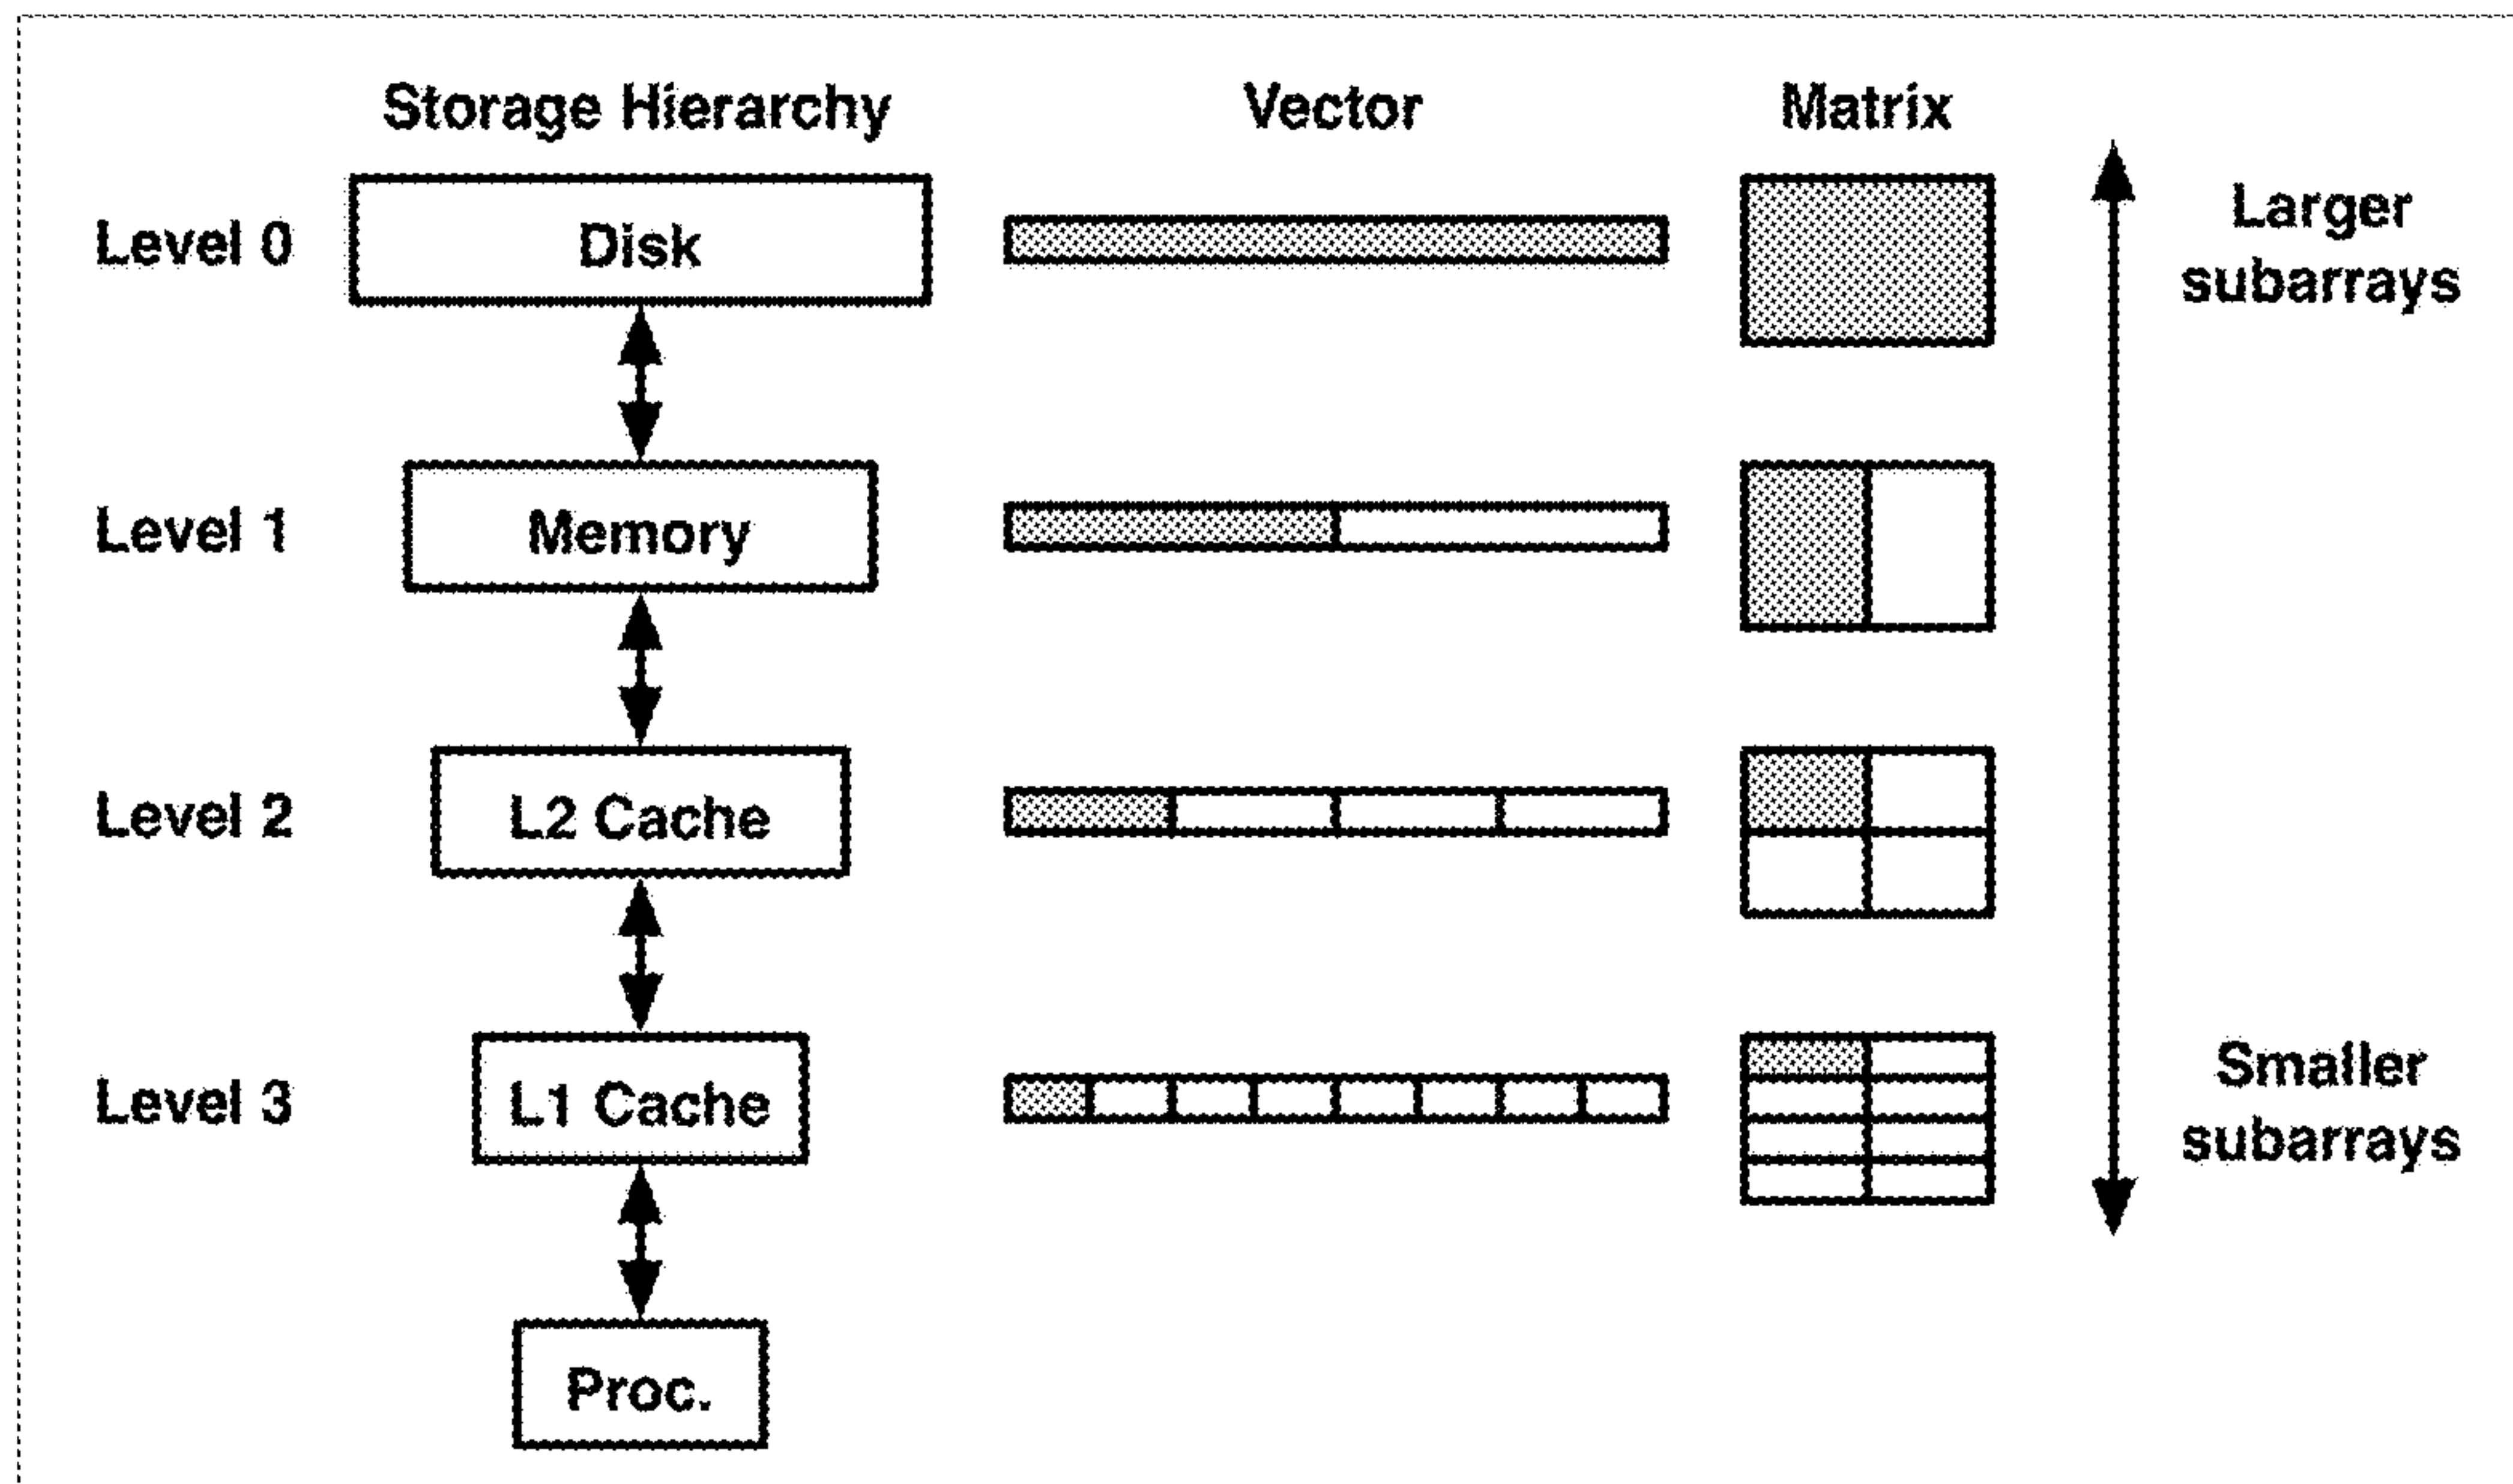 Storage Hierarchy Vector Matrix
Level 0 Disk Larger
subarrays
Level 1 Memory
Level 2 L2 Cache
Level 3 L1 Cache Smaller
subarrays
Proc.